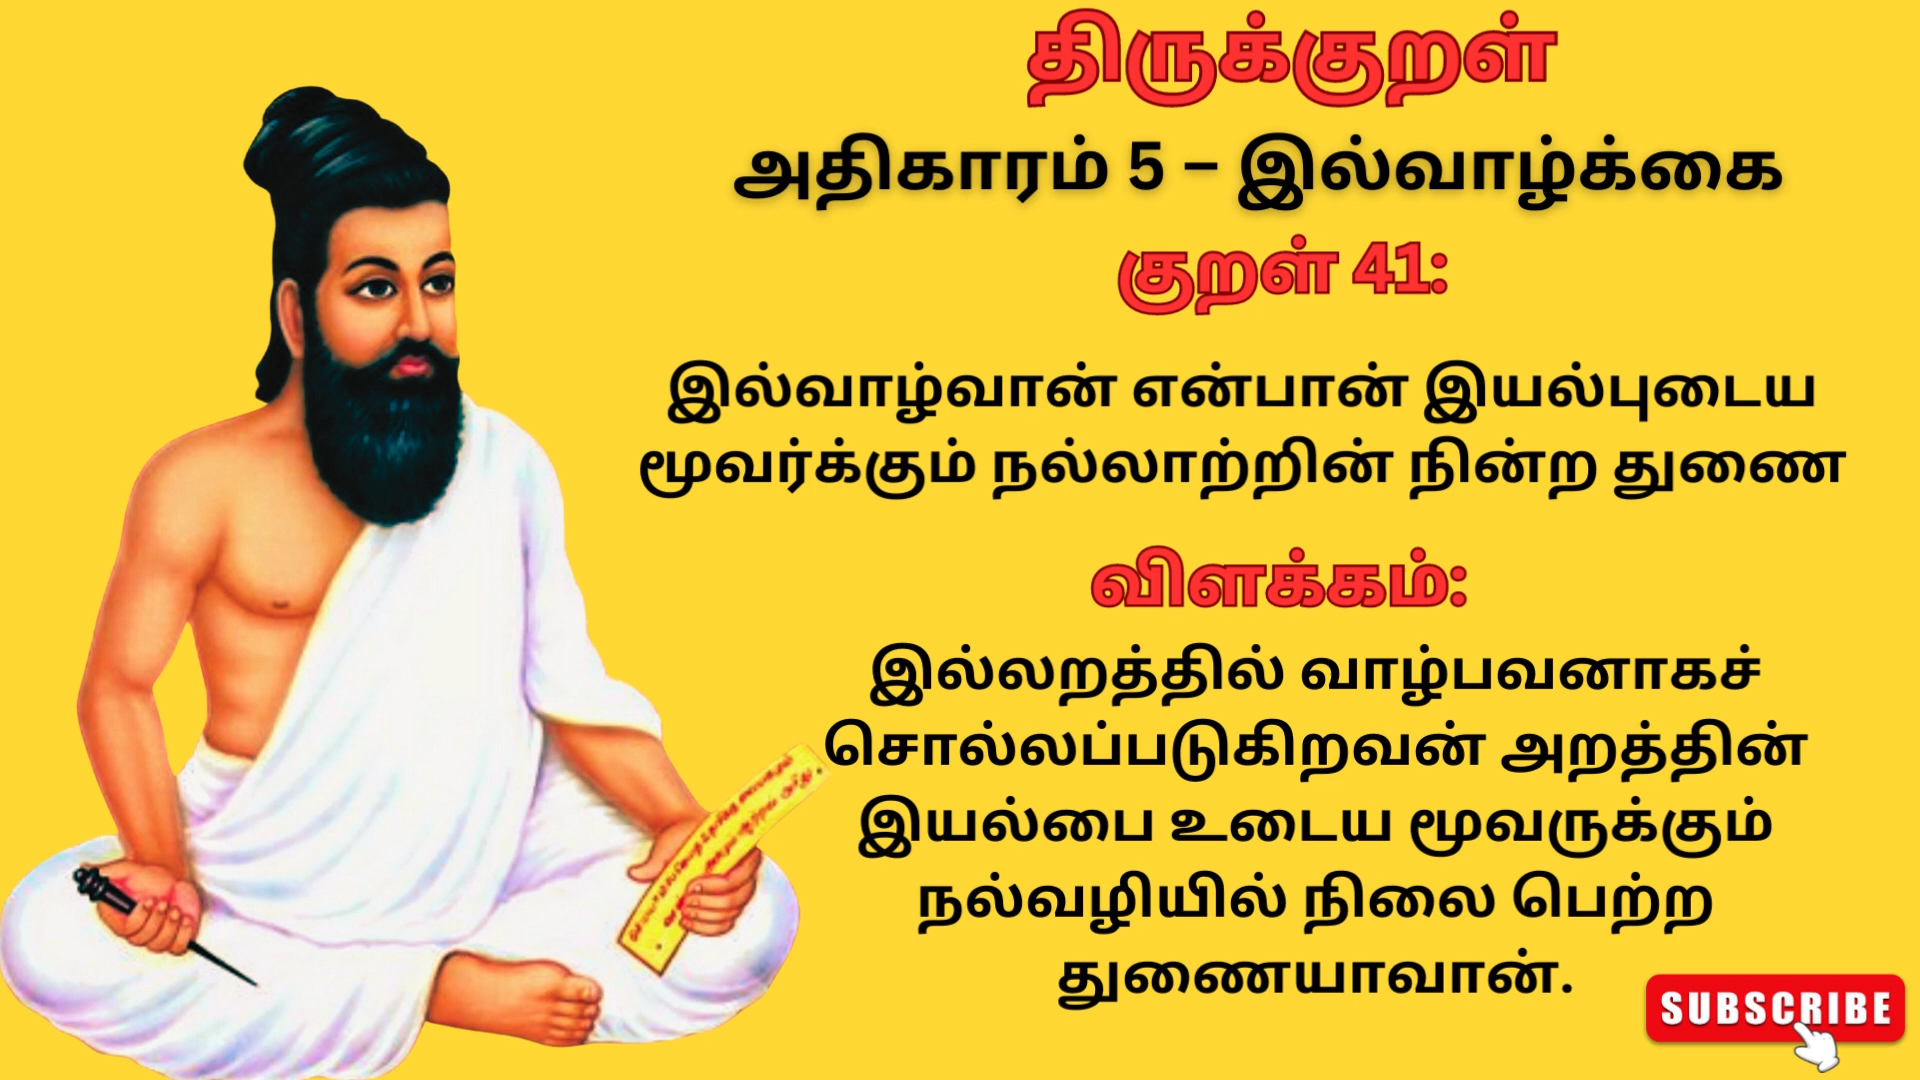 திருக்குறள்
அதிகாரம் 5 – இல்வாழ்க்கை
குறள் 41:
இல்வாழ்வான் என்பான் இயல்புடைய
மூவர்க்கும் நல்லாற்றின் நின்ற துணை
விளக்கம்:
இல்லறத்தில் வாழ்பவனாகச்
சொல்லப்படுகிறவன் அறத்தின்
இயல்பை உடைய மூவருக்கும்
நல்வழியில் நிலை பெற்ற
துணையாவான்.
SUBSCRIBE